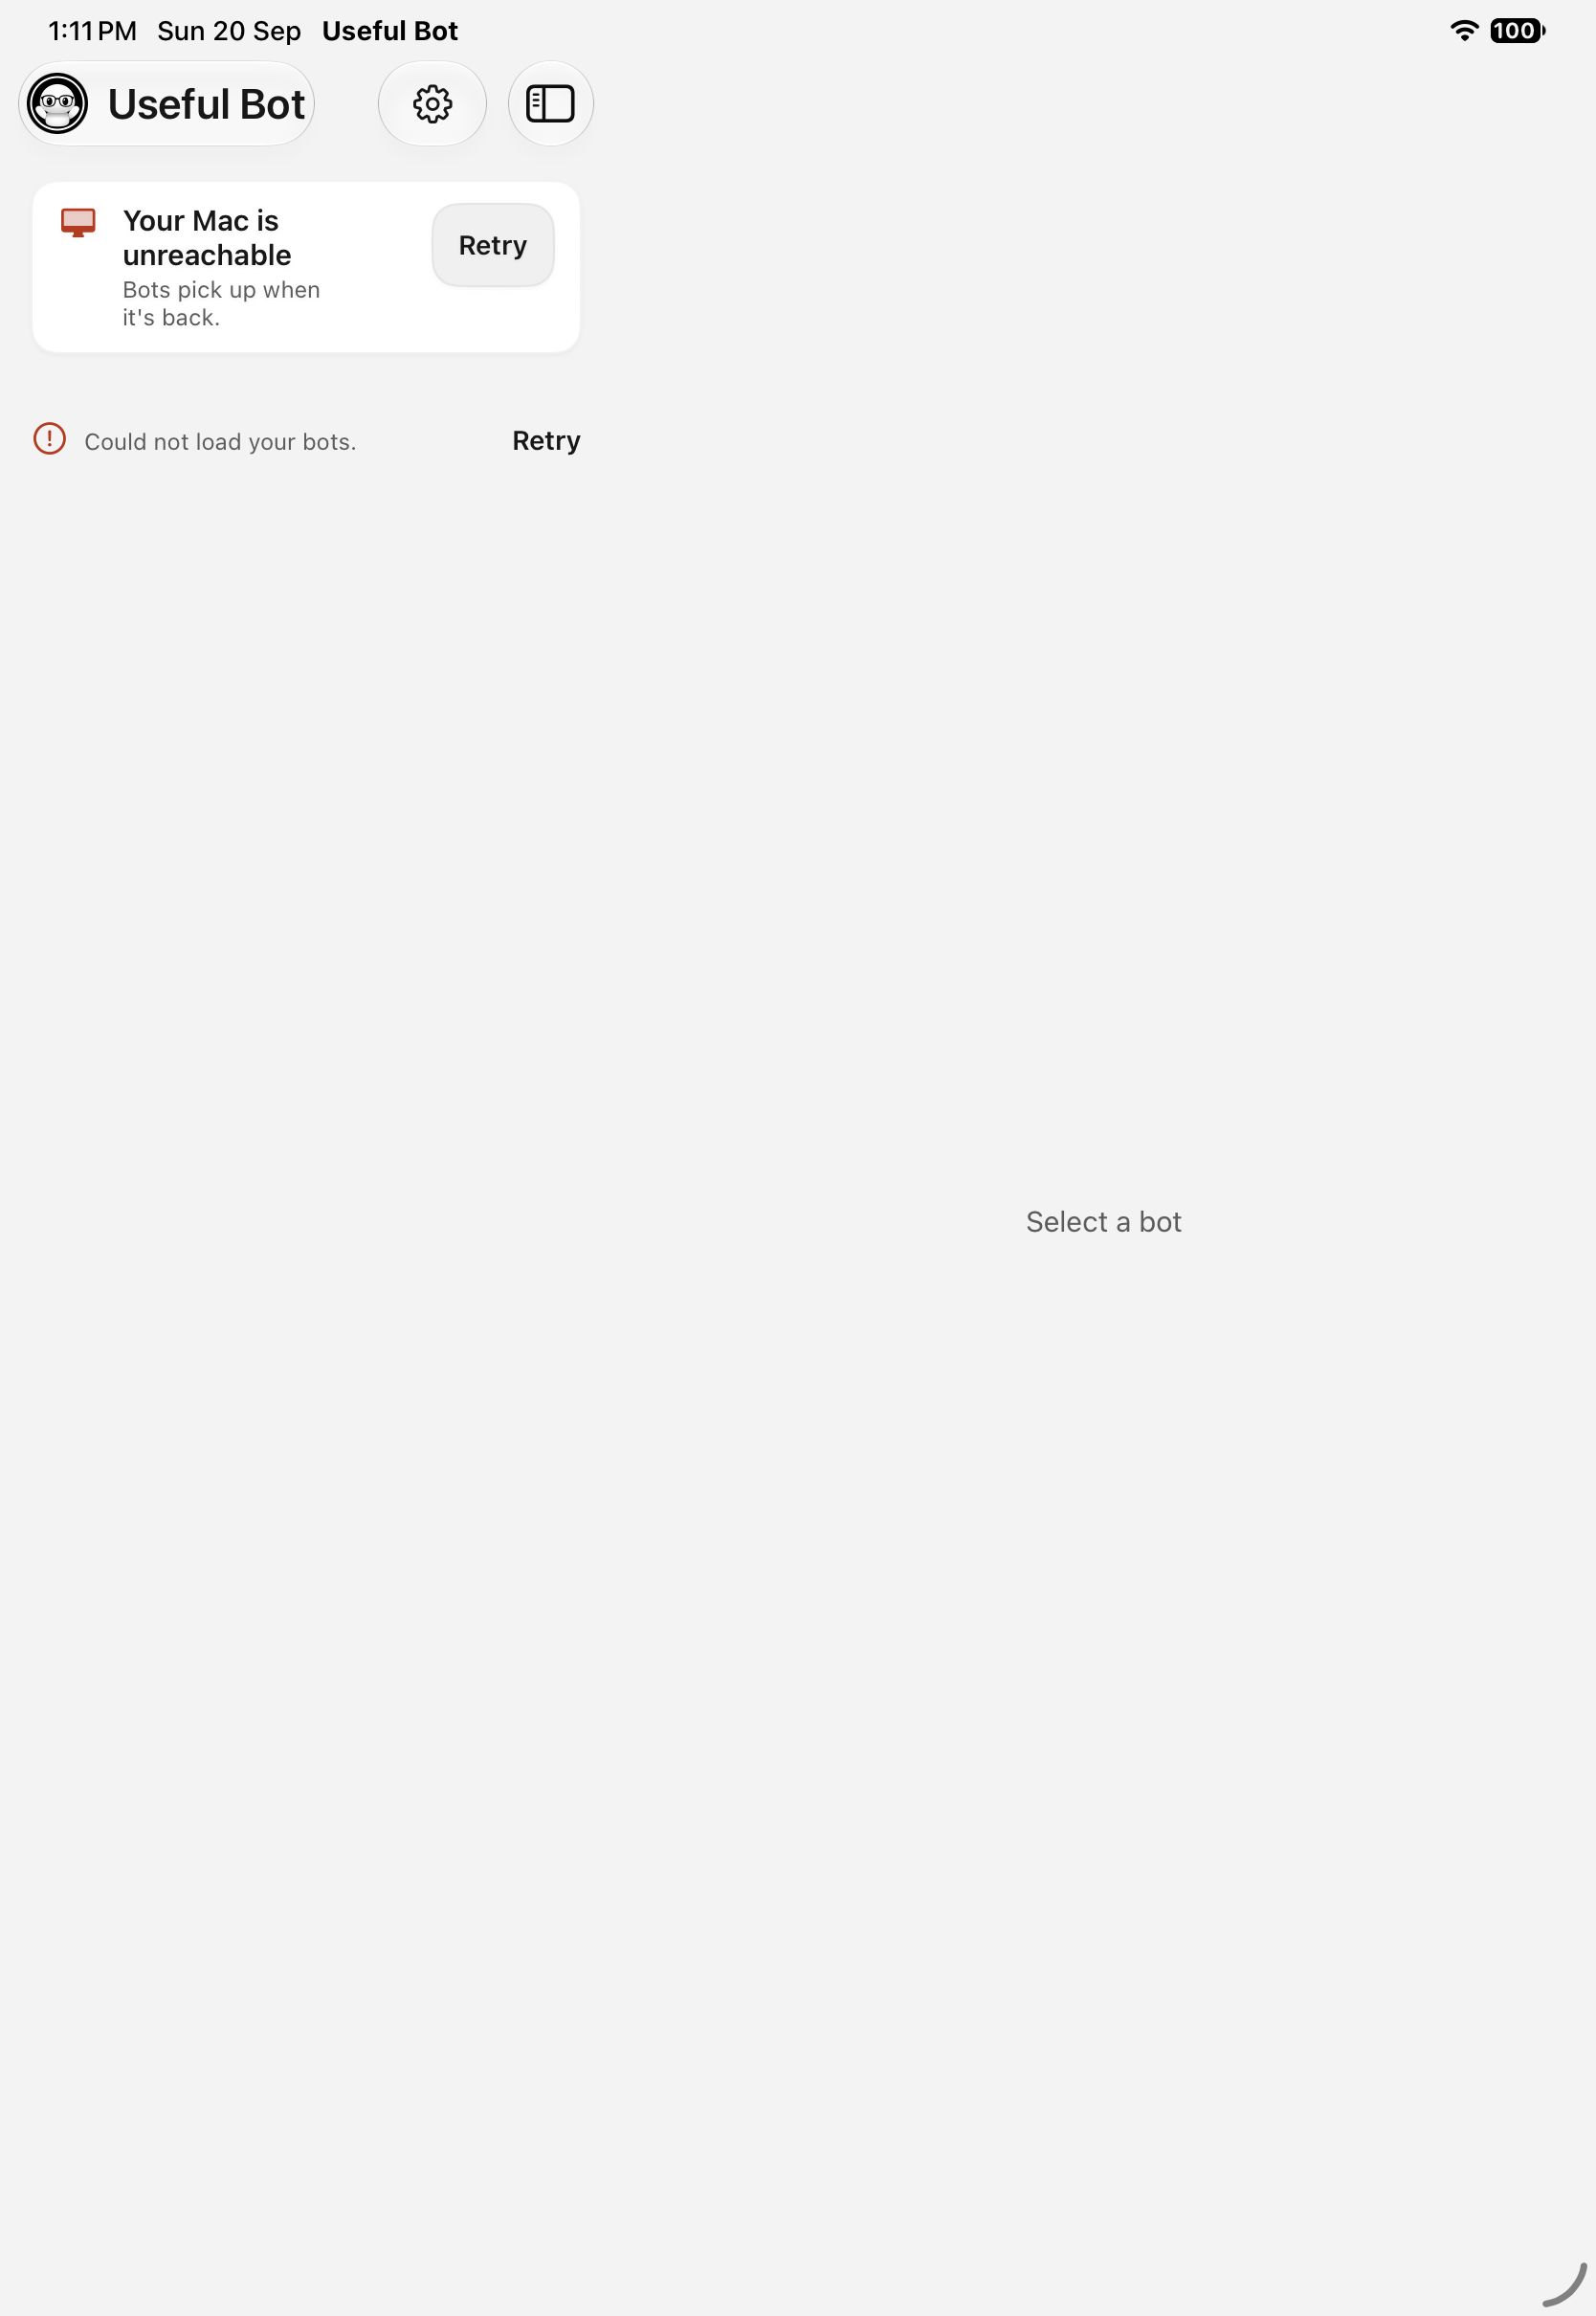 1:11 PM Sun 20 Sep Useful Bot
100
Useful Bot
Your Mac is
unreachable
Retry
Bots pick up when
it's back.
Could not load your bots.
Retry
Select a bot